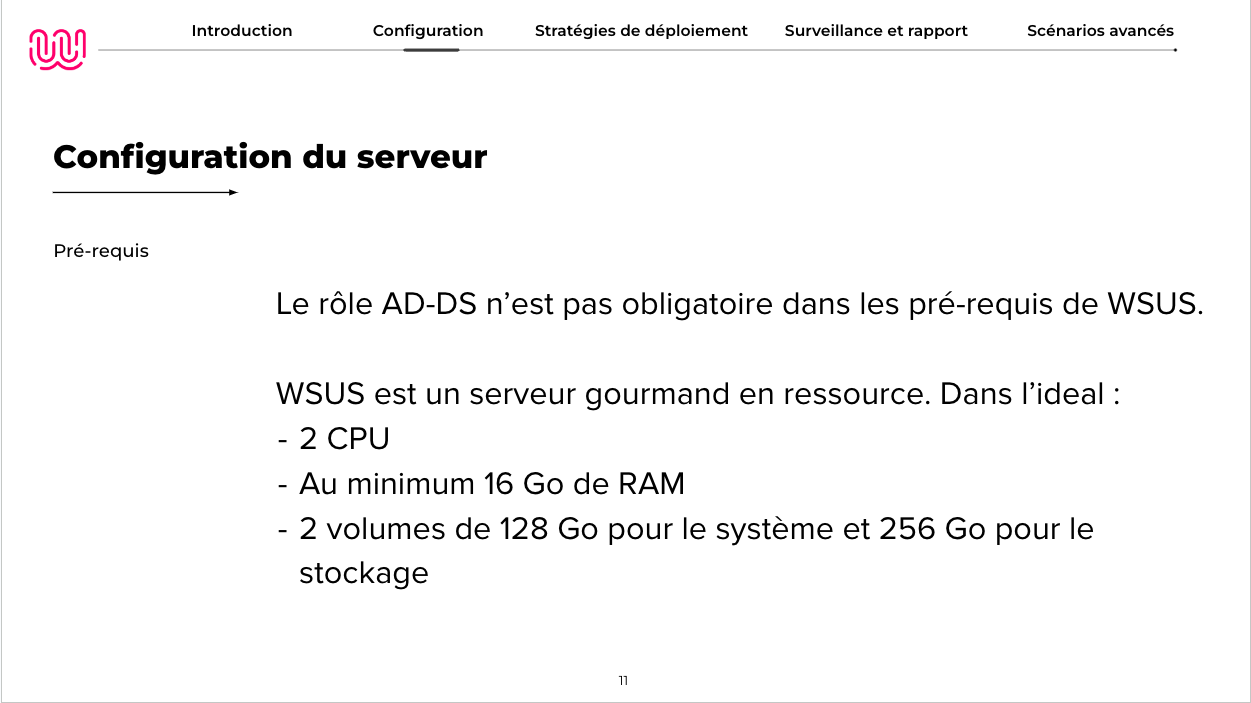 Introduction
Configuration
Stratégies de déploiement
Surveillance et rapport
Scénarios avancés
Configuration du serveur
Pré-requis
Le rôle AD-DS n’est pas obligatoire dans les pré-requis de WSUS.
WSUS est un serveur gourmand en ressource. Dans l’ideal :
- 2 CPU
- Au minimum 16 Go de RAM
- 2 volumes de 128 Go pour le système et 256 Go pour le
stockage
11